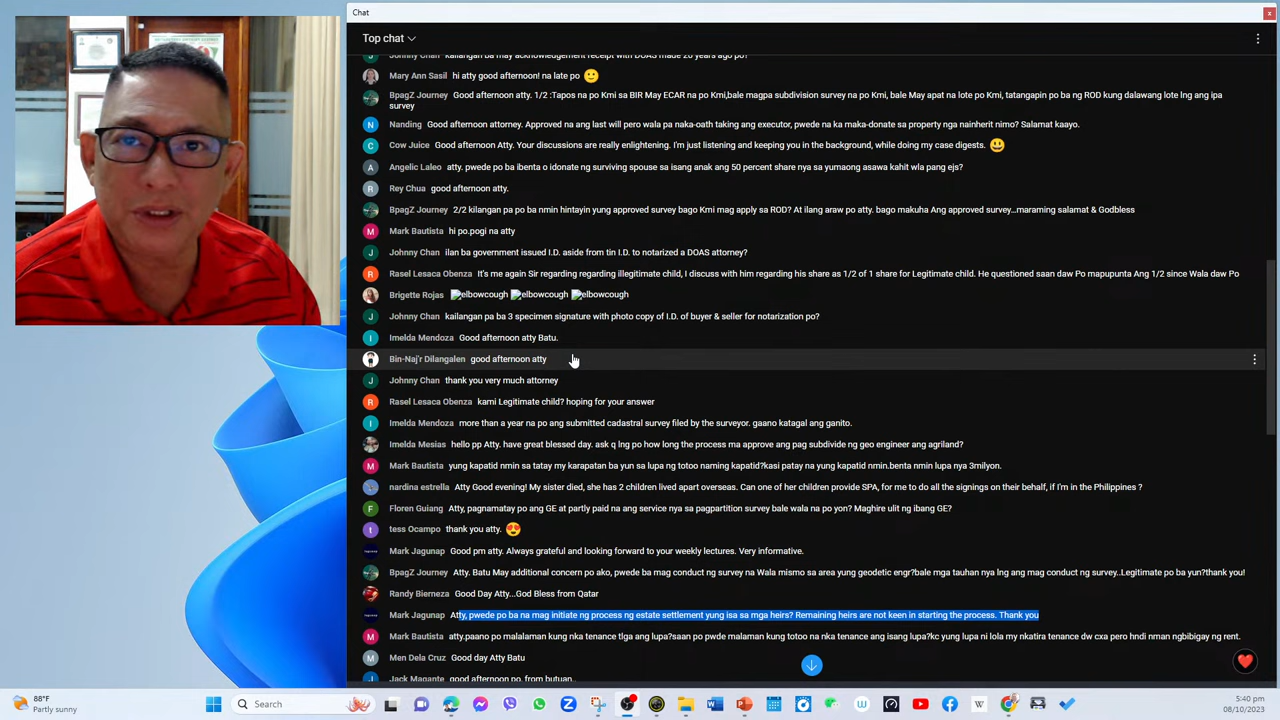 Chat
Top chat
Johnny Chan kailangan ba may acknowledgement receipt with DOAS made 20 years ago po?
Mary Ann Sasil hi atty good afternoon! na late po
BpagZ Journey Good afternoon atty. 1/2 :Tapos na po Kmi sa BIR May ECAR na po Kmi,bale magpa subdivision survey na po Kmi, bale May apat na lote po Kmi, tatangapin po ba ng ROD kung dalawang lote lng ang ipa
survey
Nanding Good afternoon attorney. Approved na ang last will pero wala pa naka-oath taking ang executor, pwede na ka maka-donate sa property nga nainherit nimo? Salamat kaayo.
Cow Juice Good afternoon Atty. Your discussions are really enlightening. I'm just listening and keeping you in the background, while doing my case digests.
Angelic Laleo atty. pwede po ba ibenta o idonate ng surviving spouse sa isang anak ang 50 percent share nya sa yumaong asawa kahit wla pang ejs?
Rey Chua good afternoon atty.
BpagZ Journey 2/2 kilangan pa po ba nmin hintayin yung approved survey bago Kmi mag apply sa ROD? At ilang araw po atty. bago makuha Ang approved survey...maraming salamat & Godbless
Mark Bautista hi po.pogi na atty
Johnny Chan ilan ba government issued I.D. aside from tin I.D. to notarized a DOAS attorney?
Rasel Lesaca Obenza It's me again Sir regarding regarding illegitimate child, I discuss with him regarding his share as 1/2 of 1 share for Legitimate child. He questioned saan daw Po mapupunta Ang 1/2 since Wala daw Po
Brigette Rojas elbowcough elbowcough elbowcough
Johnny Chan kailangan pa ba 3 specimen signature with photo copy of I.D. of buyer & seller for notarization po?
Imelda Mendoza Good afternoon atty Batu.
Bin-Naj'r Dilangalen good afternoon atty
Johnny Chan thank you very much attorney
Rasel Lesaca Obenza kami Legitimate child? hoping for your answer
Imelda Mendoza more than a year na po ang submitted cadastral survey filed by the surveyor. gaano katagal ang ganito.
Imelda Mesias hello pp Atty. have great blessed day. ask q lng po how long the process ma approve ang pag subdivide ng geo engineer ang agriland?
Mark Bautista yung kapatid nmin sa tatay my karapatan ba yun sa lupa ng totoo naming kapatid?kasi patay na yung kapatid nmin.benta nmin lupa nya 3milyon.
nardina estrella Atty Good evening! My sister died, she has 2 children lived apart overseas. Can one of her children provide SPA, for me to do all the signings on their behalf, if I'm in the Philippines ?
Floren Guiang Atty, pagnamatay po ang GE at partly paid na ang service nya sa pagpartition survey bale wala na po yon? Maghire ulit ng ibang GE?
tess Ocampo thank you atty.
Mark Jagunap Good pm atty. Always grateful and looking forward to your weekly lectures. Very informative.
BpagZ Journey Atty. Batu May additional concern po ako, pwede ba mag conduct ng survey na Wala mismo sa area yung geodetic engr?bale mga tauhan nya lng ang mag conduct ng survey..Legitimate po ba yun?thank you!
Randy Bierneza Good Day Atty...God Bless from Qatar
Mark Jagunap Atty, pwede po ba na mag initiate ng process ng estate settlement yung isa sa mga heirs? Remaining heirs are not keen in starting the process. Thank you
Mark Bautista atty.paano po malalaman kung nka tenance tlga ang lupa?saan po pwde malaman kung totoo na nka tenance ang isang lupa?kc yung lupa ni lola my nkatira tenance dw cxa pero hndi nman ngbibigay ng rent.
Men Dela Cruz Good day Atty Batu
Jack Magante good afternoon po. from butuan..
88°F
Partly sunny
Search
5:40 pm
08/10/2023